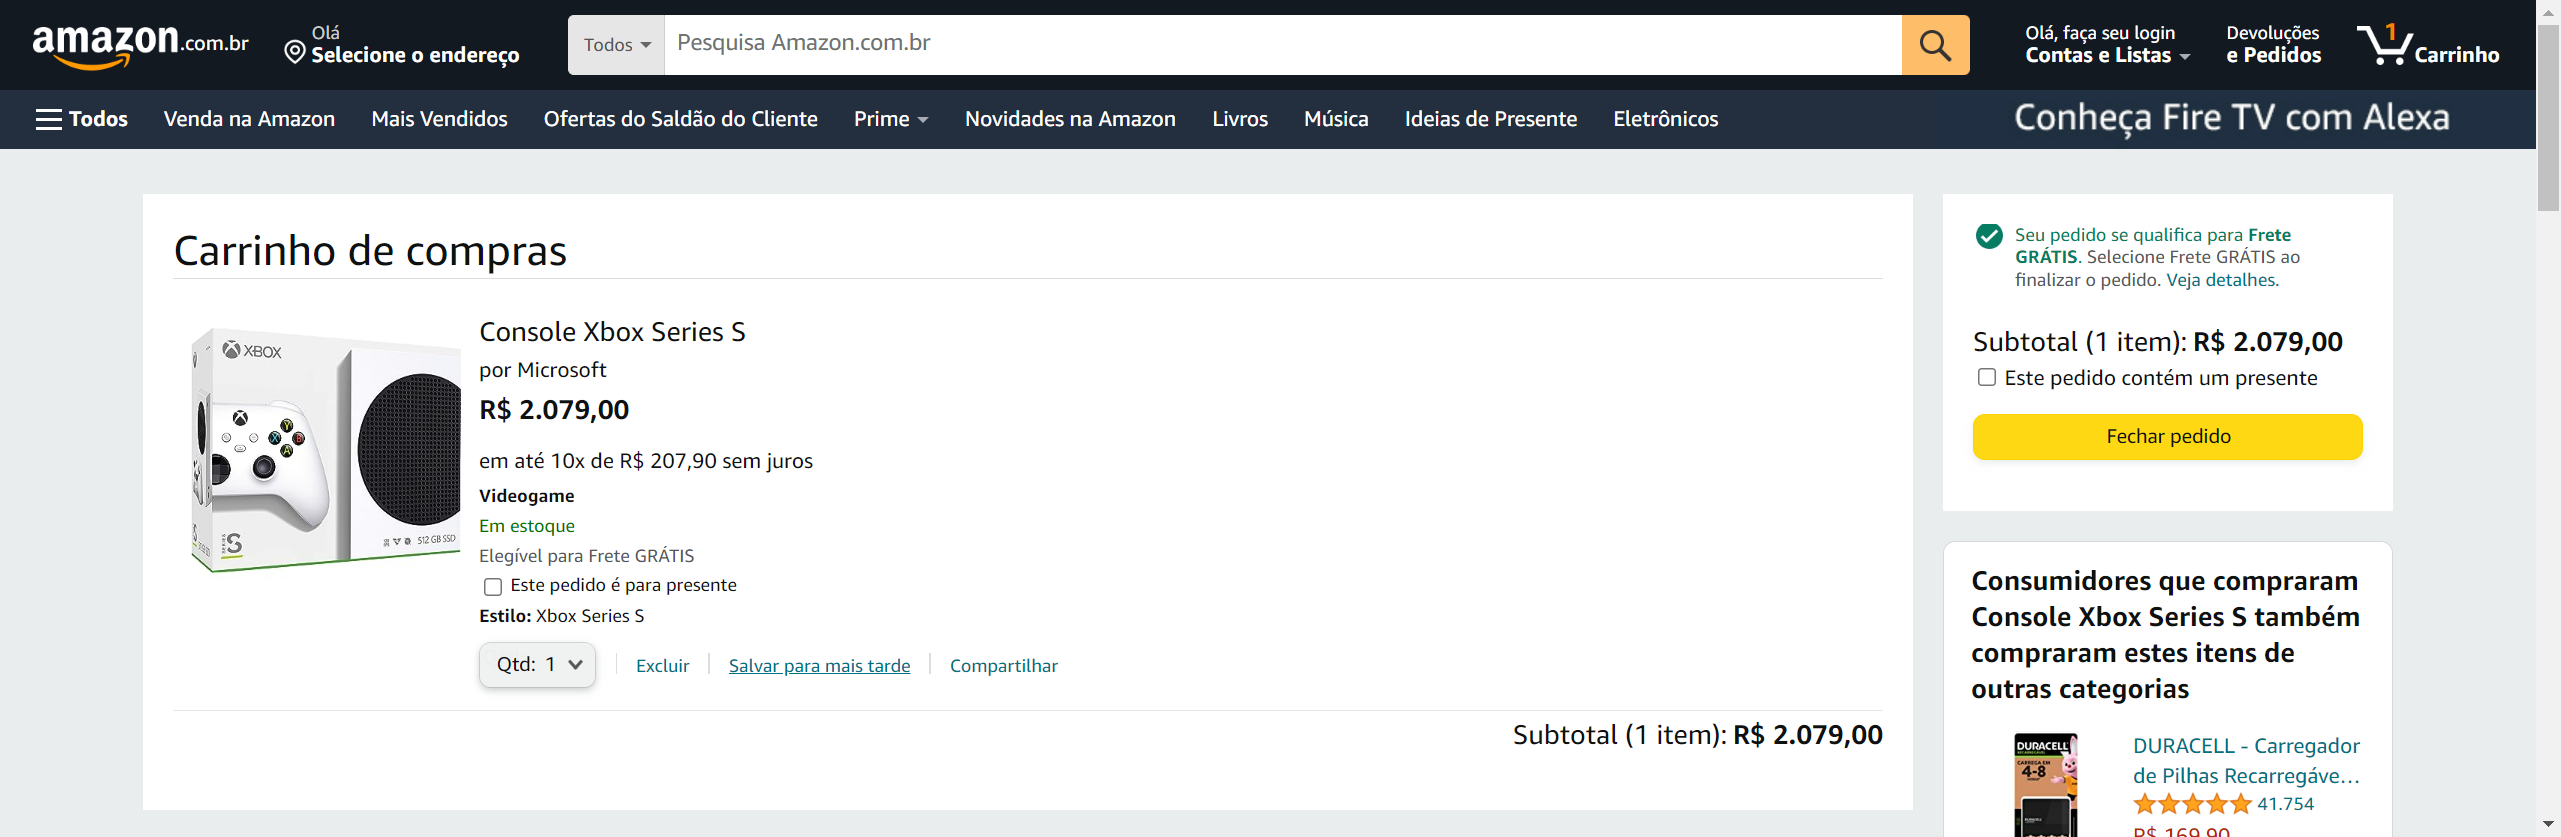 amazon.com.br
Olá
Selecione o endereço
Todos
Pesquisa Amazon.com.br
Olá, faça seu login
Contas e Listas
Devoluções
e Pedidos
1
Carrinho
Todos
Venda na Amazon
Mais Vendidos
Ofertas do Saldão do Cliente
Prime
Novidades na Amazon
Livros
Música
Ideias de Presente
Eletrônicos
Conheça Fire TV com Alexa
Carrinho de compras
XBOX
Y
X
B
A
SERIES
S
512 GB SSD
Console Xbox Series S
por Microsoft
R$ 2.079,00
em até 10x de R$ 207,90 sem juros
Videogame
Em estoque
Elegível para Frete GRÁTIS
Este pedido é para presente
Estilo: Xbox Series S
Qtd: 1
Excluir
Salvar para mais tarde
Compartilhar
Subtotal (1 item): R$ 2.079,00
Seu pedido se qualifica para Frete
GRÁTIS. Selecione Frete GRÁTIS ao
finalizar o pedido. Veja detalhes.
Subtotal (1 item): R$ 2.079,00
Este pedido contém um presente
Fechar pedido
Consumidores que compraram
Console Xbox Series S também
compraram estes itens de
outras categorias
DURACELL
CARREGA EM
4-8
DURACELL - Carregador
de Pilhas Recarregáve...
41.754
R$ 169,90